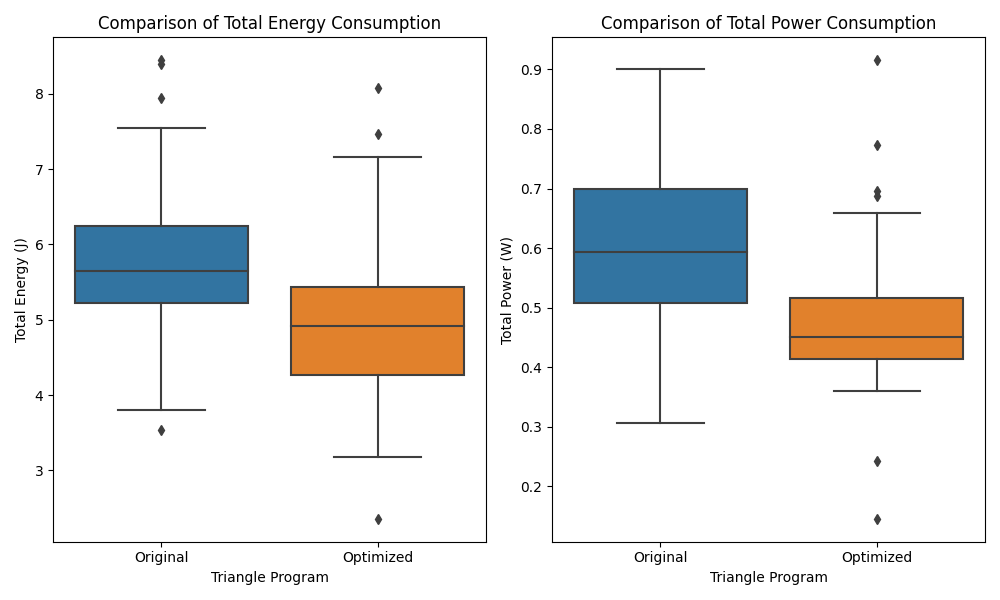 Comparison of Total Energy Consumption
Total Energy (J)
8
7
6
5
4
3
Original
Optimized
Triangle Program
Comparison of Total Power Consumption
Total Power (W)
0.9
0.8
0.7
0.6
0.5
0.4
0.3
0.2
Original
Optimized
Triangle Program